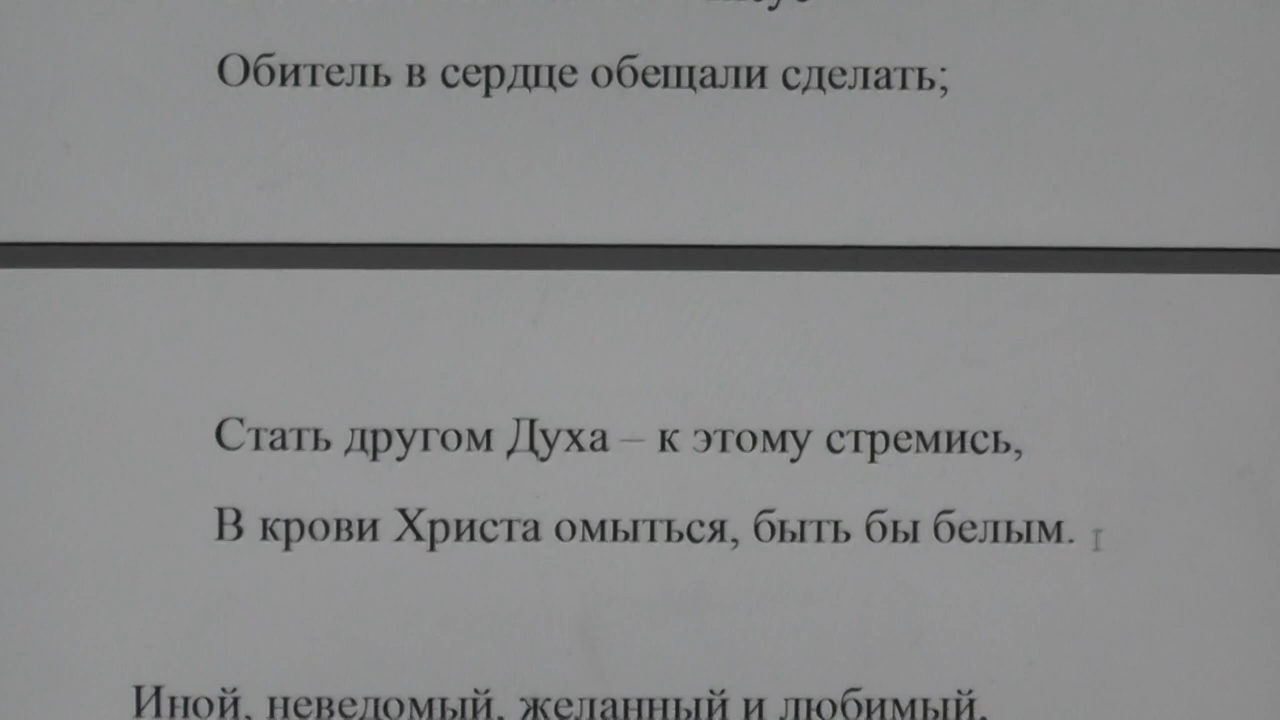 Обитель в сердце обещали сделать;
Стать другом Духа – к этому стремись,
В крови Христа омыться, быть бы белым.
Иной, неведомый, желанный и любимый,